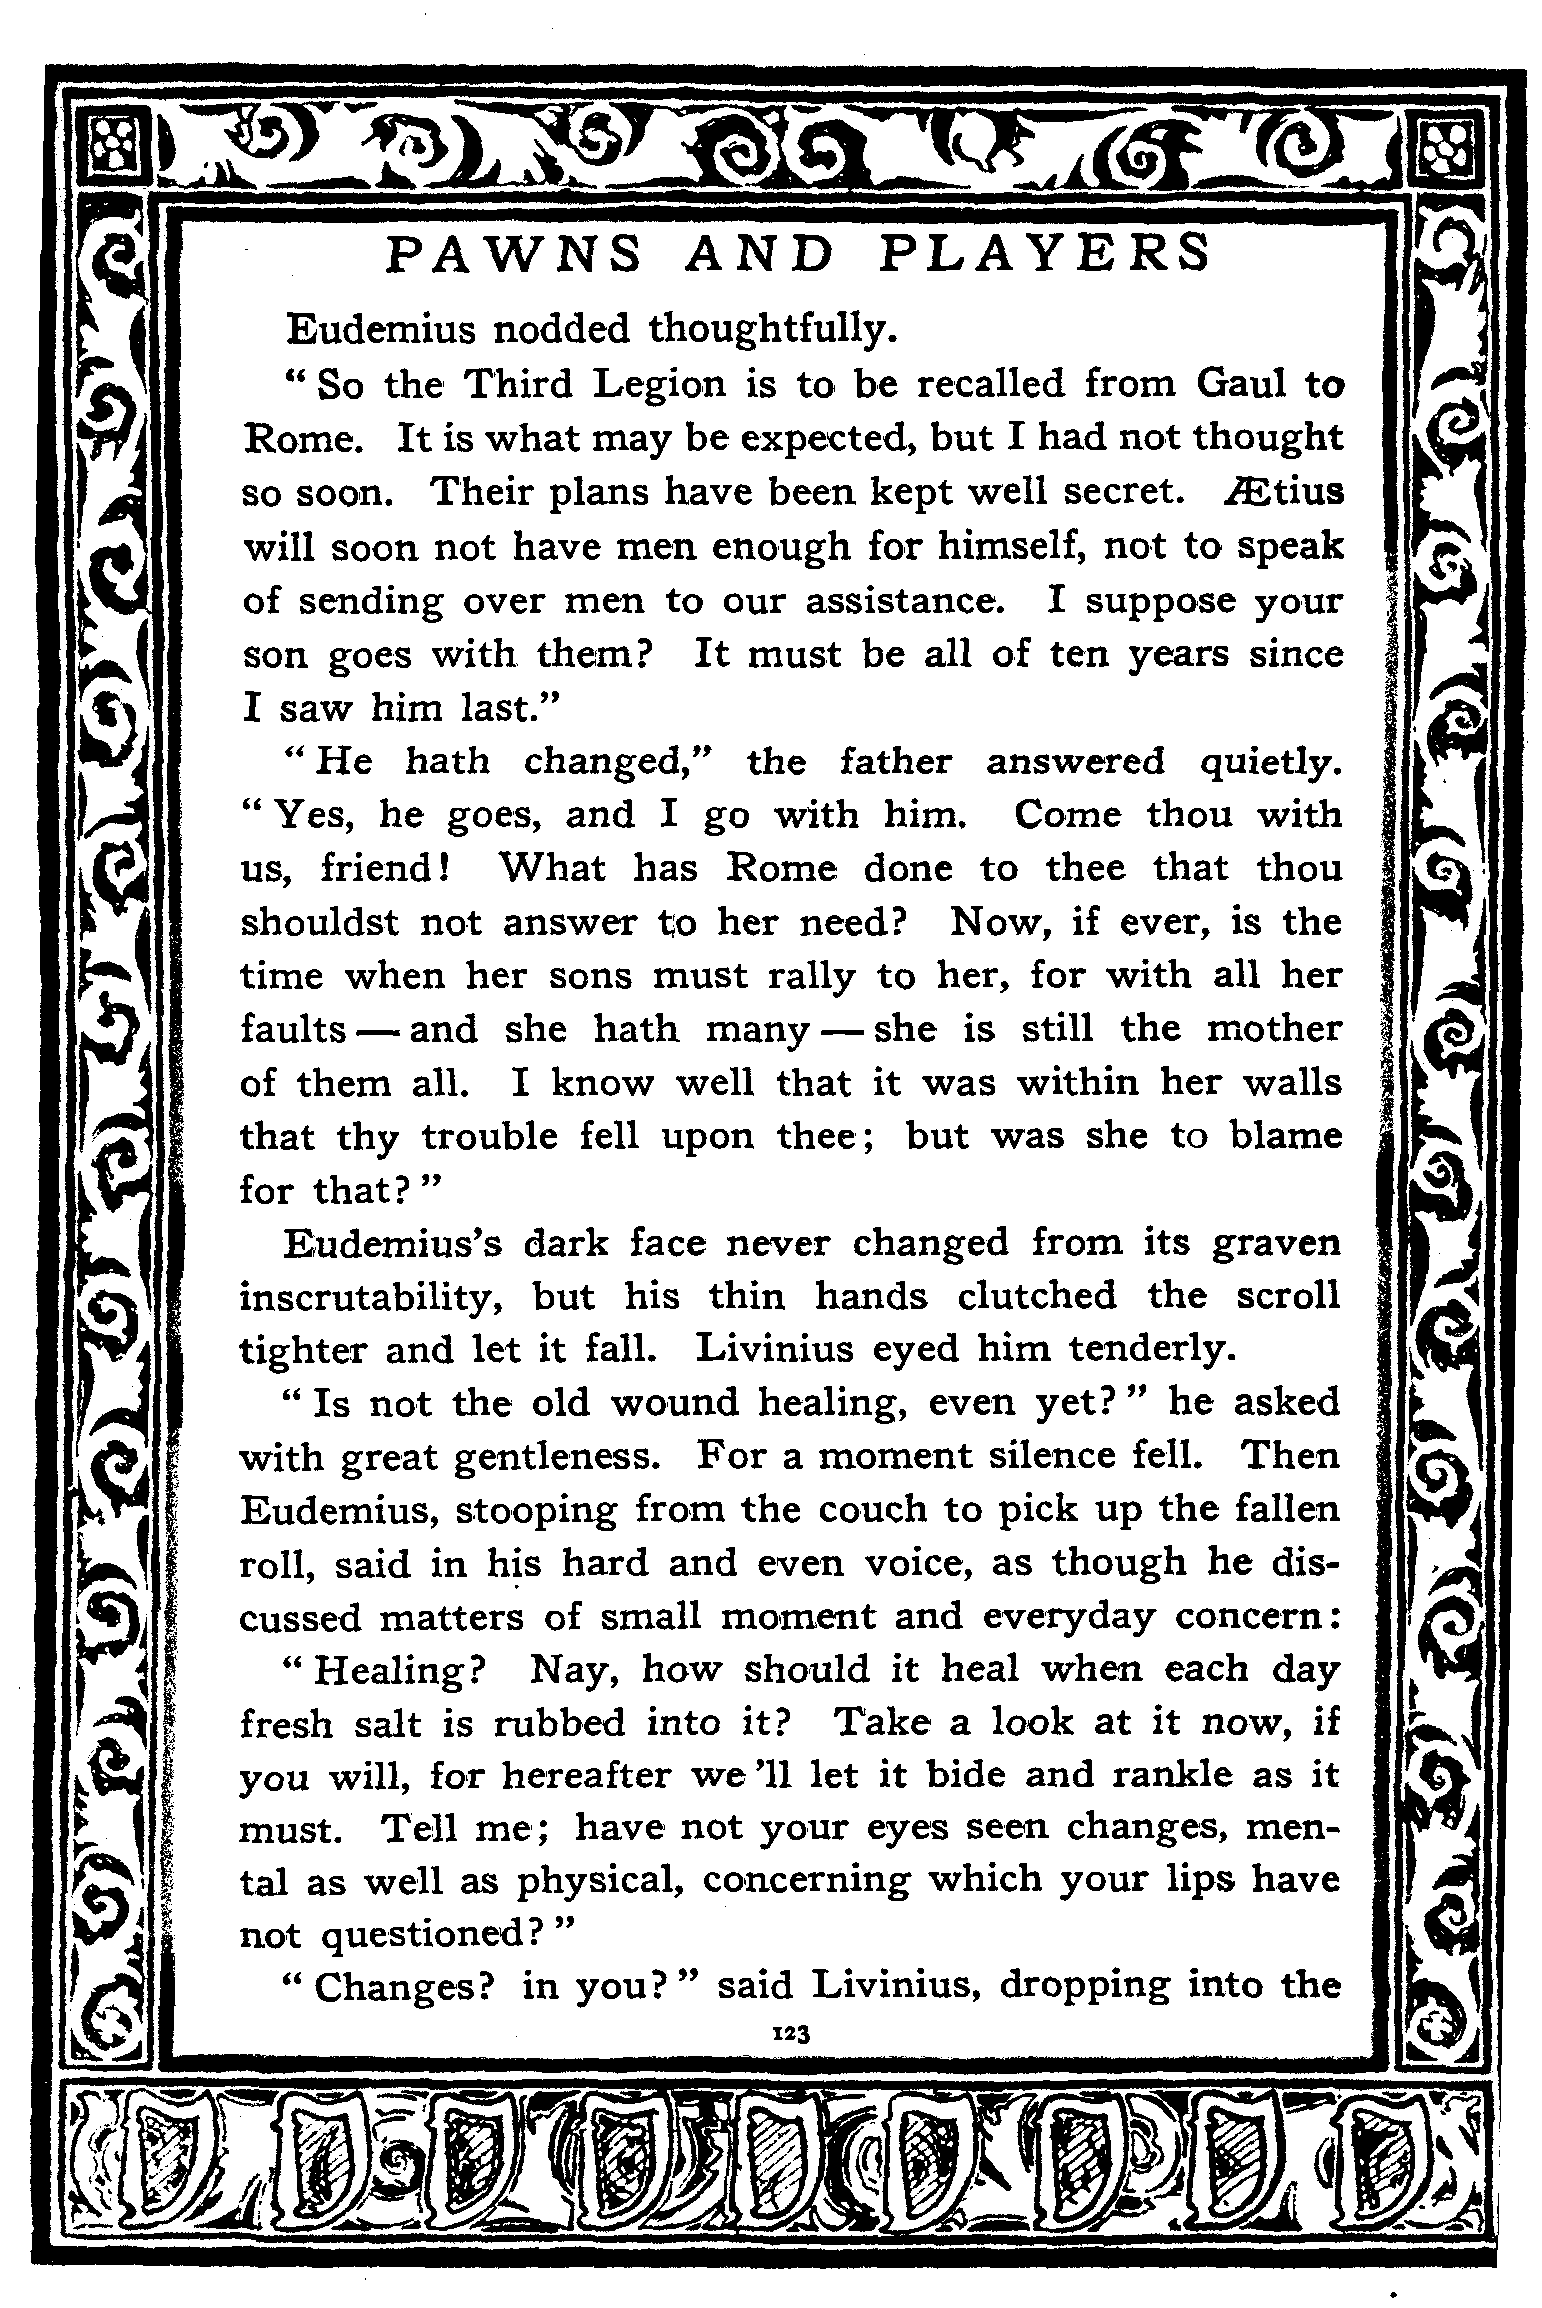 PAWNS AND PLAYERS
Eudemius nodded thoughtfully.
“ So the Third Legion is to be recalled from Gaul to
Rome. It is what may be expected, but I had not thought
so soon. Their plans have been kept well secret. Ætius
will soon not have men enough for himself, not to speak
of sending over men to our assistance. I suppose your
son goes with them? It must be all of ten years since
I saw him last.”
“ He hath changed,” the father answered quietly.
“ Yes, he goes, and I go with him. Come thou with
us, friend! What has Rome done to thee that thou
shouldst not answer to her need? Now, if ever, is the
time when her sons must rally to her, for with all her
faults — and she hath many — she is still the mother
of them all. I know well that it was within her walls
that thy trouble fell upon thee; but was she to blame
for that? ”
Eudemius’s dark face never changed from its graven
inscrutability, but his thin hands clutched the scroll
tighter and let it fall. Livinius eyed him tenderly.
“ Is not the old wound healing, even yet? ” he asked
with great gentleness. For a moment silence fell. Then
Eudemius, stooping from the couch to pick up the fallen
roll, said in his hard and even voice, as though he dis-
cussed matters of small moment and everyday concern:
“ Healing? Nay, how should it heal when each day
fresh salt is rubbed into it? Take a look at it now, if
you will, for hereafter we ’ll let it bide and rankle as it
must. Tell me; have not your eyes seen changes, men-
tal as well as physical, concerning which your lips have
not questioned? ”
“ Changes? in you? ” said Livinius, dropping into the
123